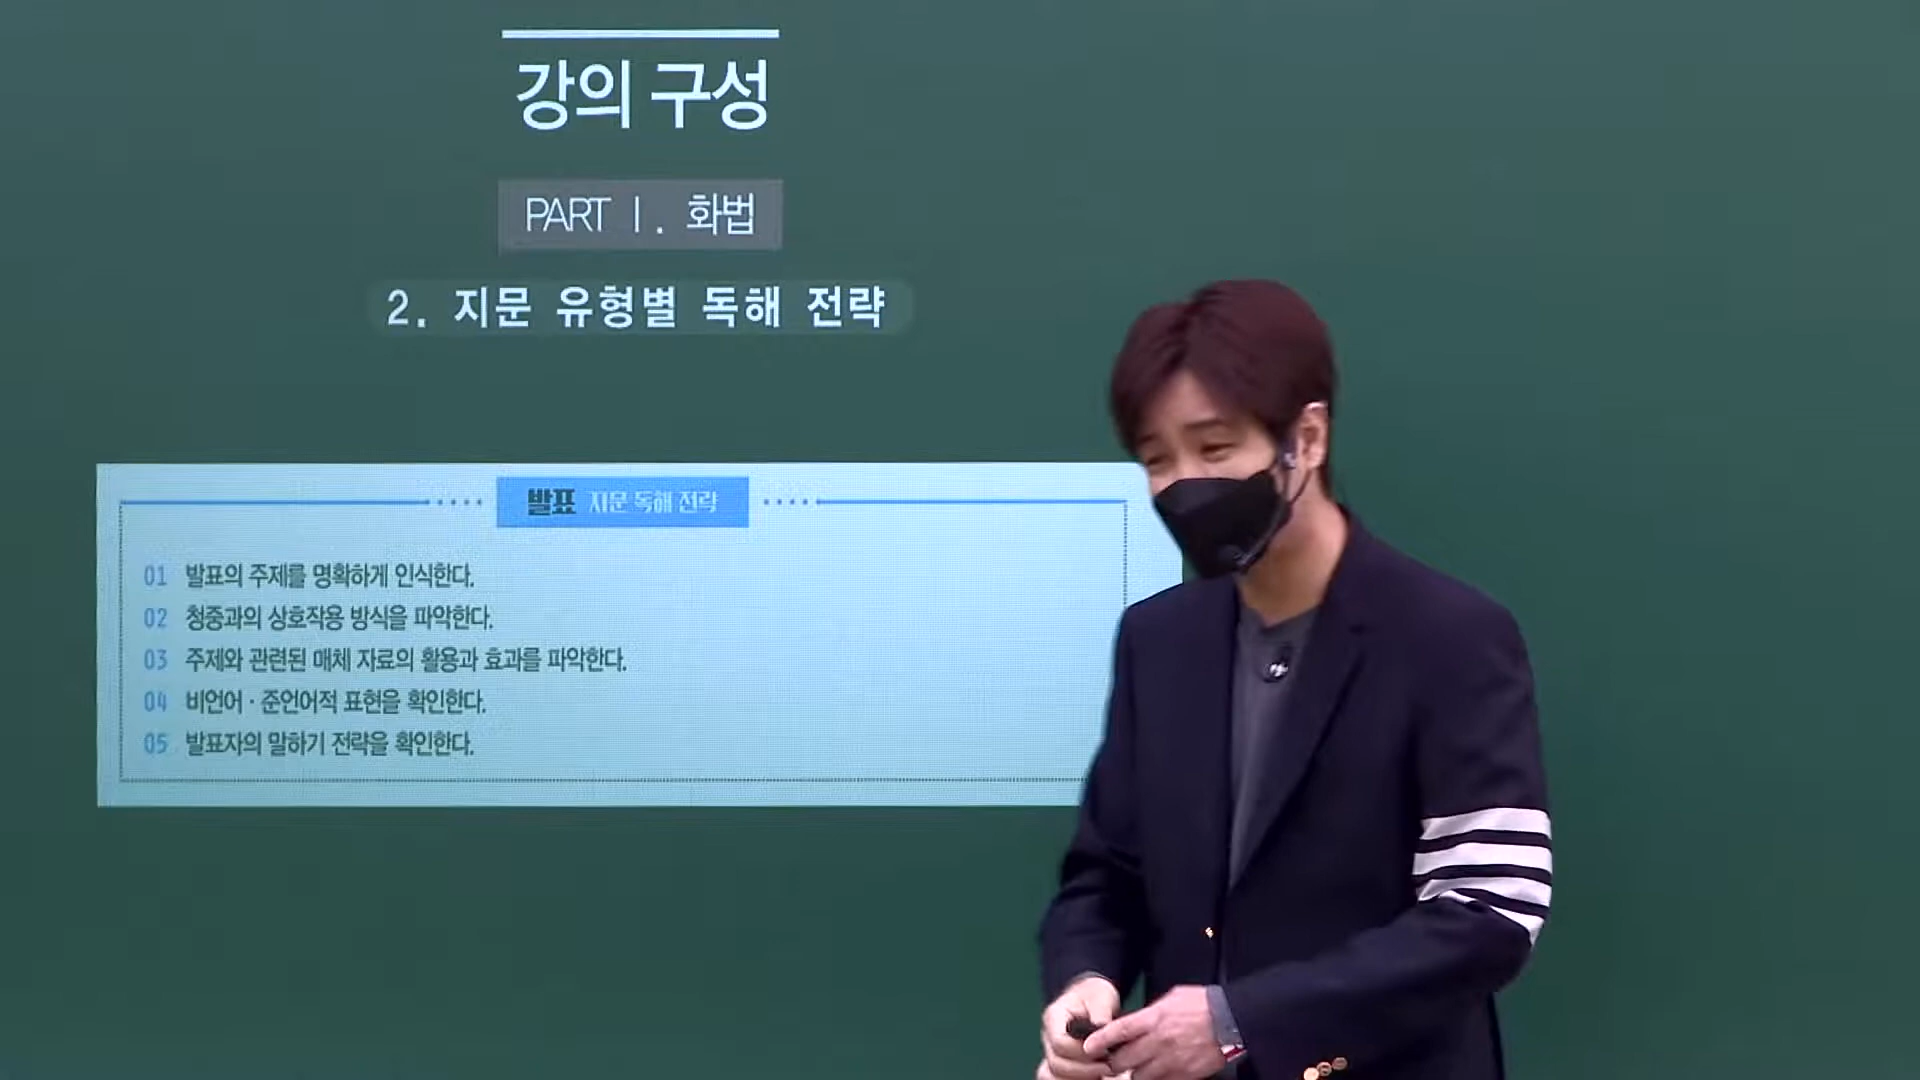 강의 구성
PART Ⅰ. 화법
2. 지문 유형별 독해 전략
발표 지문 독해 전략
01 발표의 주제를 명확하게 인식한다.
02 청중과의 상호작용 방식을 파악한다.
03 주제와 관련된 매체 자료의 활용과 효과를 파악한다.
04 비언어·준언어적 표현을 확인한다.
05 발표자의 말하기 전략을 확인한다.